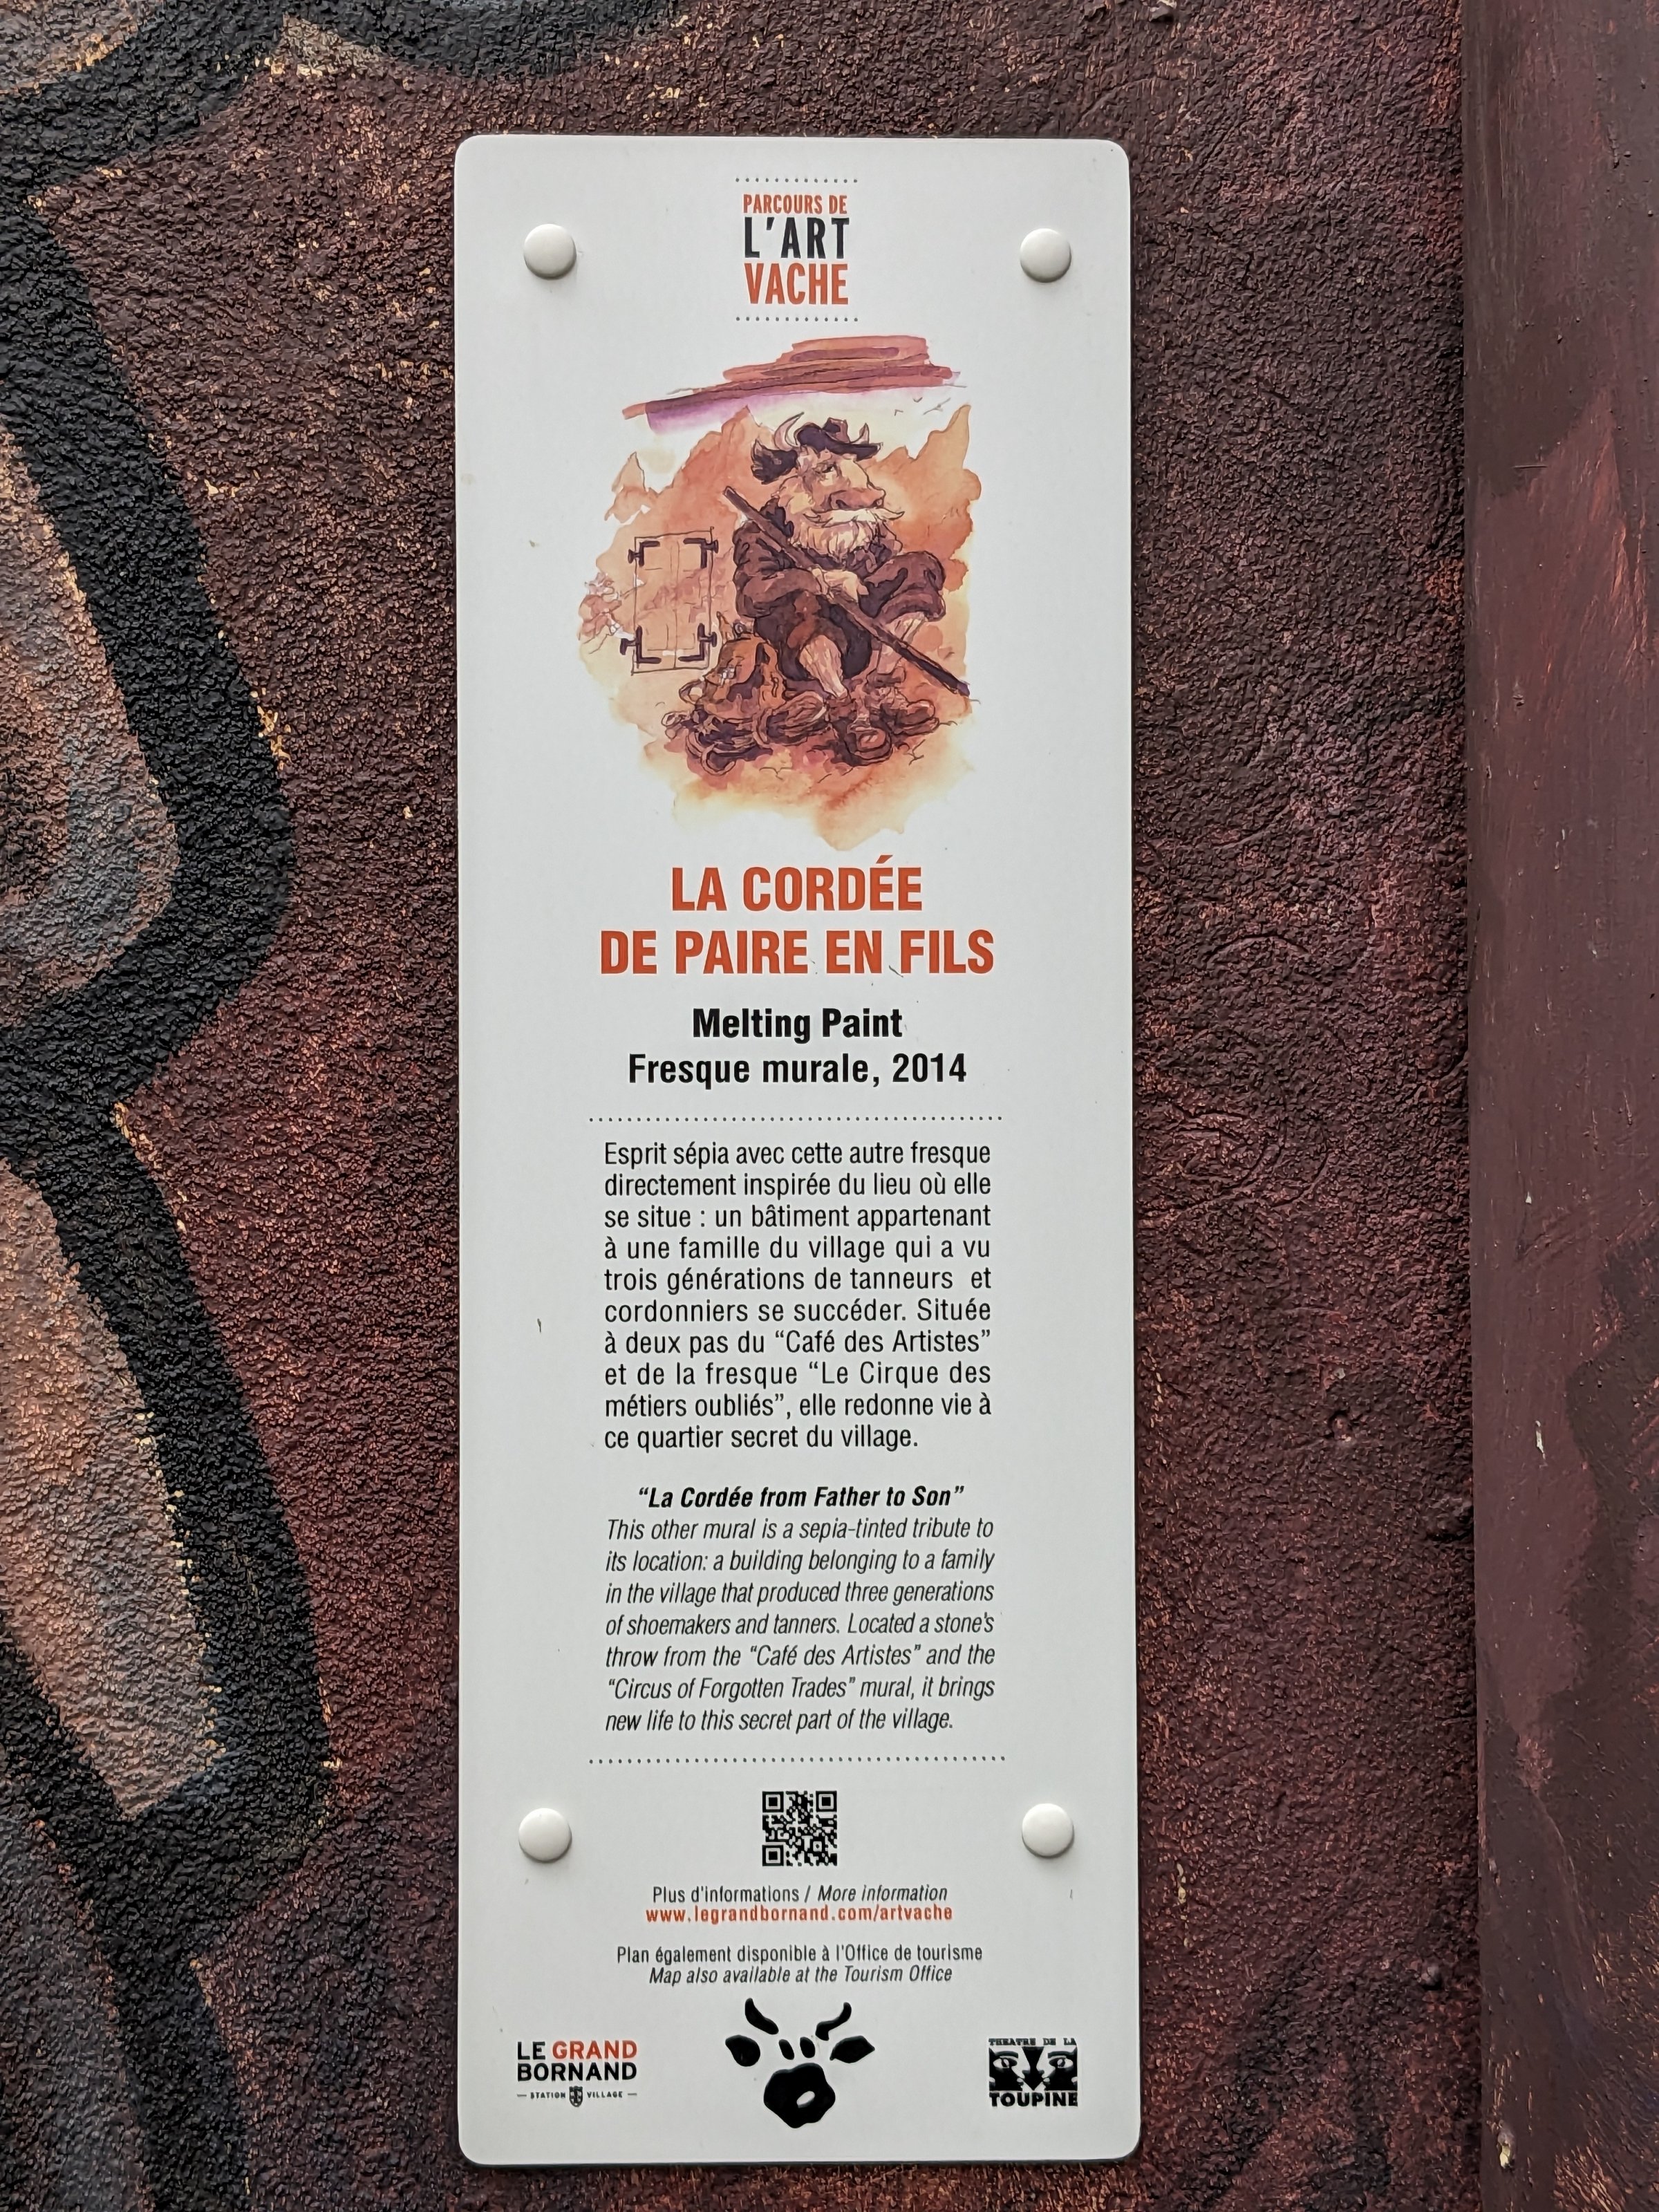 PARCOURS DE
L'ART
VACHE
LA CORDÉE
DE PAIRE EN FILS
Melting Paint
Fresque murale, 2014
Esprit sépia avec cette autre fresque
directement inspirée du lieu où elle
se situe : un bâtiment appartenant
à une famille du village qui a vu
trois générations de tanneurs et
cordonniers se succéder. Située
à deux pas du “Café des Artistes”
et de la fresque “Le Cirque des
métiers oubliés”, elle redonne vie à
ce quartier secret du village.
“La Cordée from Father to Son”
This other mural is a sepia-tinted tribute to
its location: a building belonging to a family
in the village that produced three generations
of shoemakers and tanners. Located a stone's
throw from the “Café des Artistes” and the
“Circus of Forgotten Trades” mural, it brings
new life to this secret part of the village.
Plus d'informations / More information
www.legrandbornand.com/artvache
Plan également disponible à l'Office de tourisme
Map also available at the Tourism Office
LE GRAND
BORNAND
STATION VILLAGE
THEATRE DE LA
TOUPINE